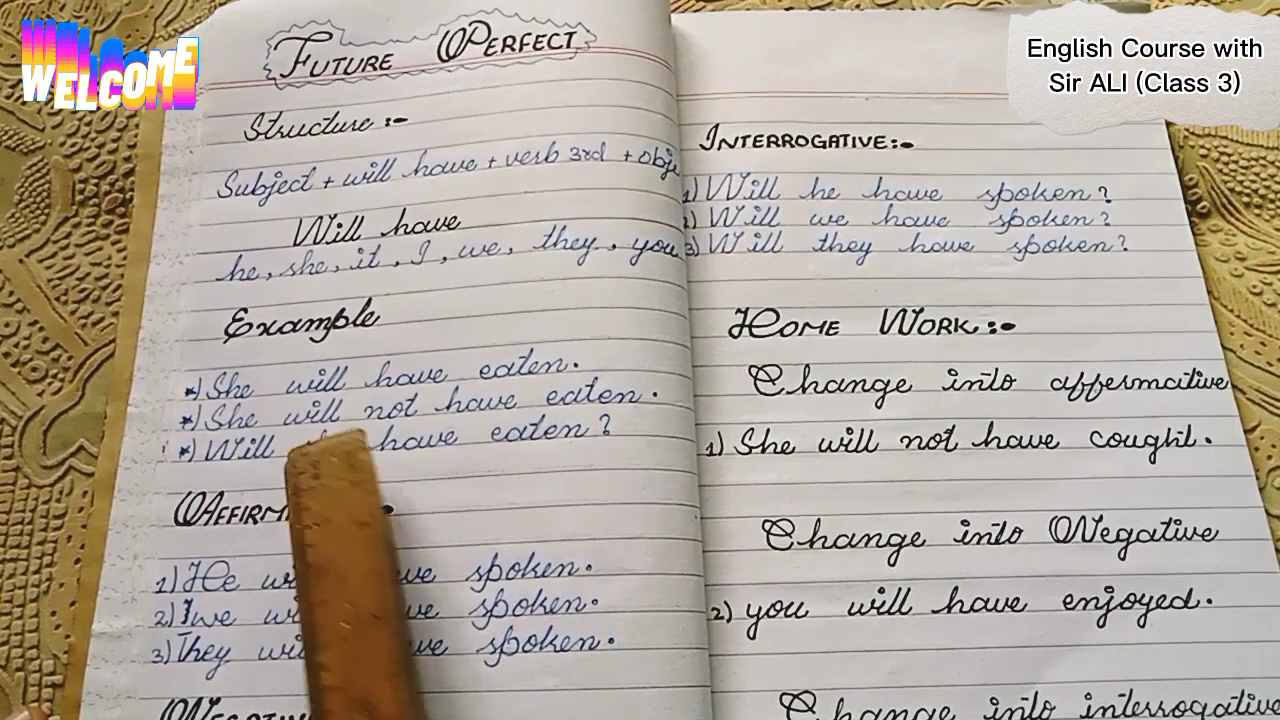 WELCOME
English Course with
Sir ALI (Class 3)
FUTURE PERFECT
Structure :-
Subject + will have + verb 3rd + obje
Will have
he, she, it, I, we, they, you
Example
*) She will have eaten.
*) She will not have eaten.
*) Will have eaten?
1) He spoken.
2) we spoken.
3) They spoken.
INTERROGATIVE:-
1) Will he have spoken?
2) Will we have spoken?
3) Will they have spoken?
HOME WORK:-
Change into affermative
1) She will not have cought.
Change into Negative
2) you will have enjoyed.
Change into interrogative